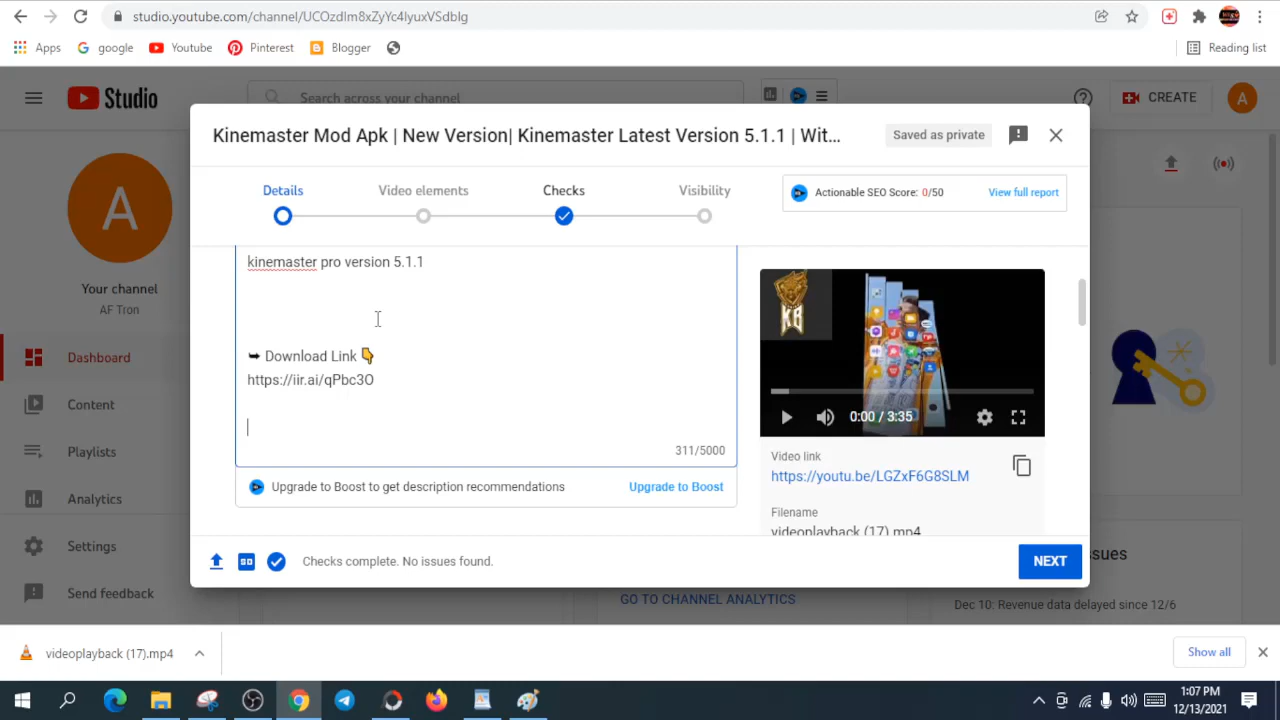 studio.youtube.com/channel/UCOzdIm8xZyYc4IyuxVSdbIg
Apps google Youtube Pinterest Blogger Reading list
Studio Search across your channel CREATE A
Kinemaster Mod Apk | New Version| Kinemaster Latest Version 5.1.1 | Wit... Saved as private
Details Video elements Checks Visibility
Actionable SEO Score: 0/50 View full report
A
Your channel
AF Tron
Dashboard
Content
Playlists
Analytics
Settings
Send feedback
kinemaster pro version 5.1.1
➥ Download Link 👇
https://iir.ai/qPbc3O
311/5000
Upgrade to Boost to get description recommendations Upgrade to Boost
KR
0:00 / 3:35
Video link
https://youtu.be/LGZxF6G8SLM
Filename
videoplayback (17).mp4
SD Checks complete. No issues found. NEXT
GO TO CHANNEL ANALYTICS
Dec 10: Revenue data delayed since 12/6
videoplayback (17).mp4 Show all
1:07 PM
12/13/2021